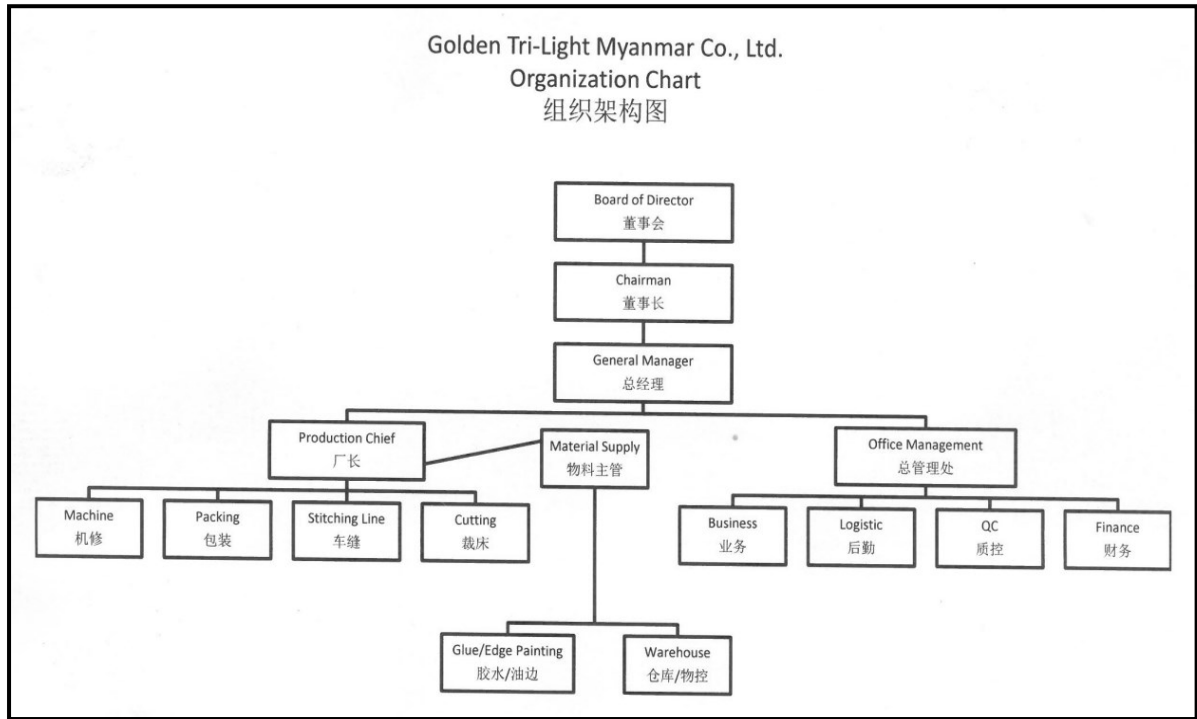 Golden Tri-Light Myanmar Co., Ltd.
Organization Chart
组织架构图
Board of Director
董事会
Chairman
董事长
General Manager
总经理
Production Chief
厂长
Material Supply
物料主管
Office Management
总管理处
Machine
机修
Packing
包装
Stitching Line
车缝
Cutting
裁床
Business
业务
Logistic
后勤
QC
质控
Finance
财务
Glue/Edge Painting
胶水/油边
Warehouse
仓库/物控